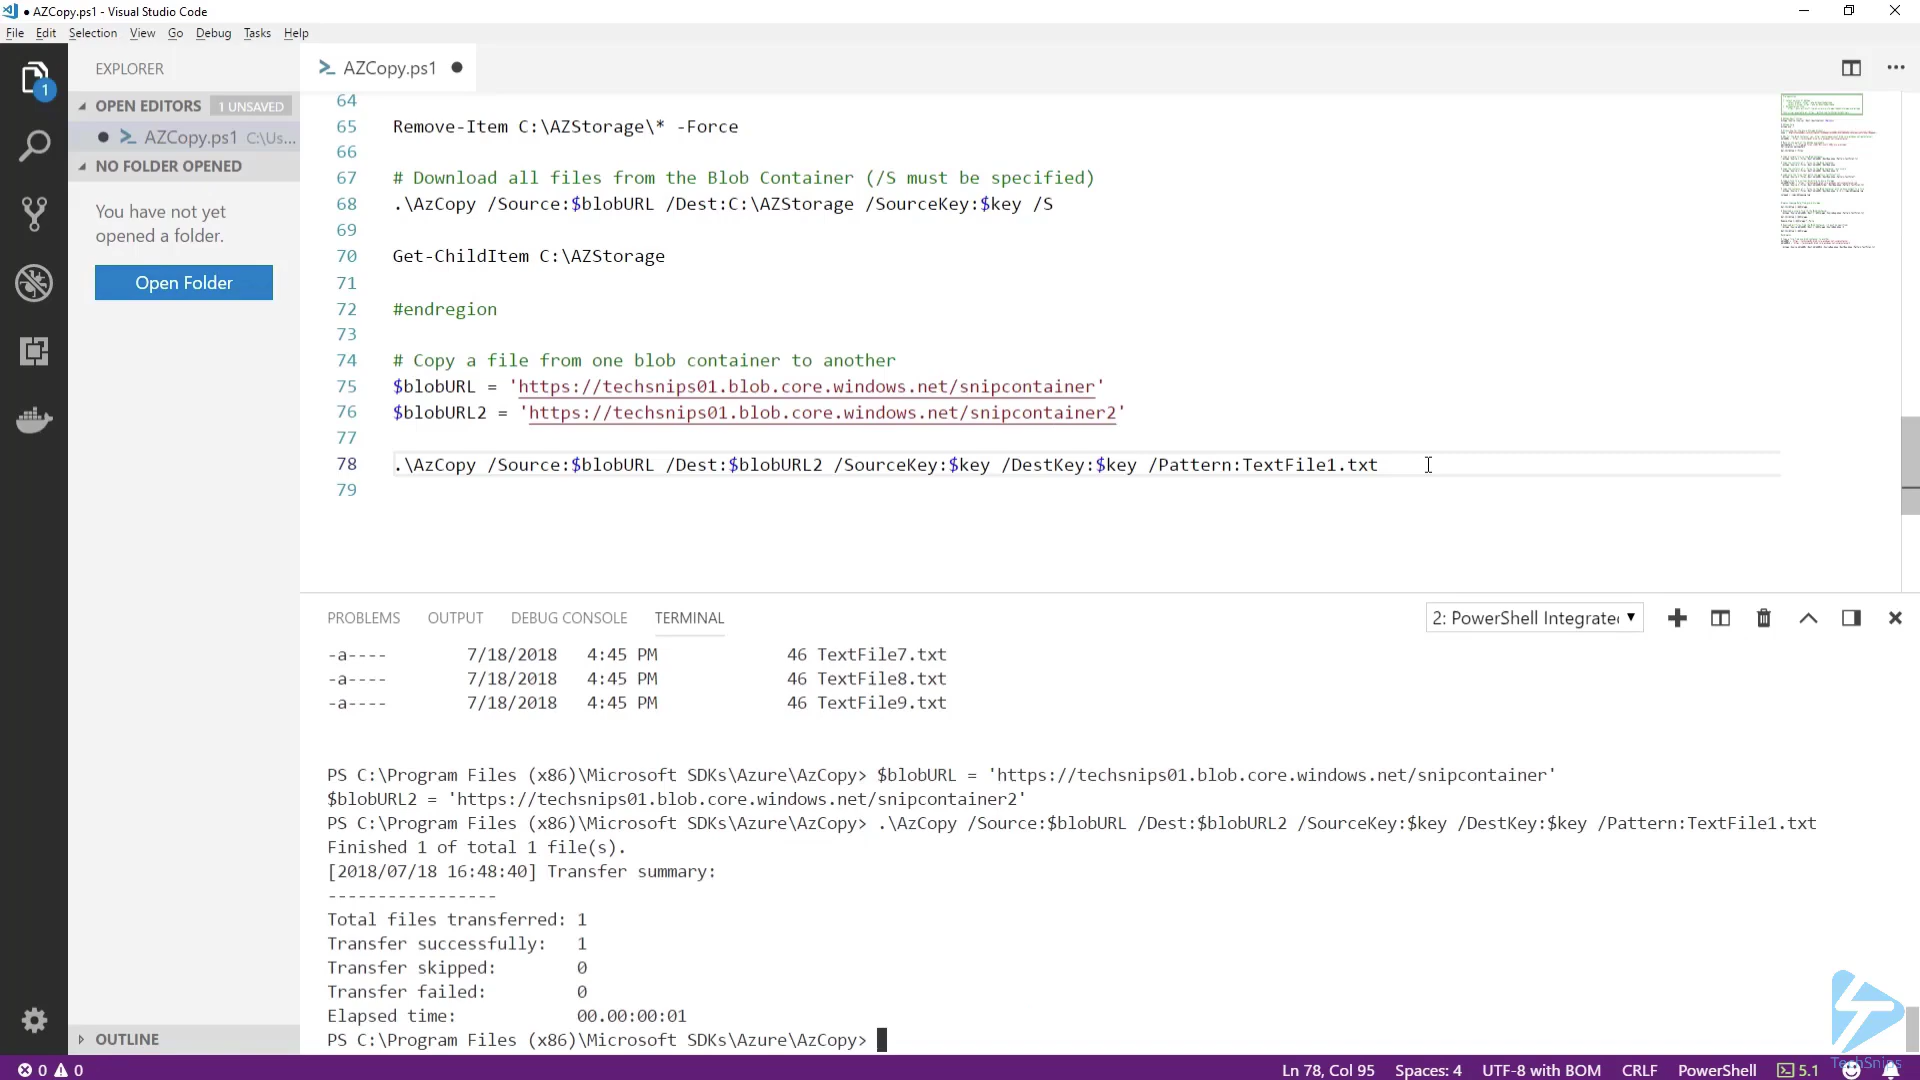 AZCopy.ps1 - Visual Studio Code
File Edit Selection View Go Debug Tasks Help
EXPLORER
OPEN EDITORS 1 UNSAVED
AZCopy.ps1 C:\Us...
NO FOLDER OPENED
You have not yet
opened a folder.
Open Folder
OUTLINE
1
AZCopy.ps1
64
65 Remove-Item C:\AZStorage\* -Force
66
67 # Download all files from the Blob Container (/S must be specified)
68 .\AzCopy /Source:$blobURL /Dest:C:\AZStorage /SourceKey:$key /S
69
70 Get-ChildItem C:\AZStorage
71
72 #endregion
73
74 # Copy a file from one blob container to another
75 $blobURL = 'https://techsnips01.blob.core.windows.net/snipcontainer'
76 $blobURL2 = 'https://techsnips01.blob.core.windows.net/snipcontainer2'
77
78 .\AzCopy /Source:$blobURL /Dest:$blobURL2 /SourceKey:$key /DestKey:$key /Pattern:TextFile1.txt
79
PROBLEMS OUTPUT DEBUG CONSOLE TERMINAL 2: PowerShell Integrate
-a---- 7/18/2018 4:45 PM 46 TextFile7.txt
-a---- 7/18/2018 4:45 PM 46 TextFile8.txt
-a---- 7/18/2018 4:45 PM 46 TextFile9.txt
PS C:\Program Files (x86)\Microsoft SDKs\Azure\AzCopy> $blobURL = 'https://techsnips01.blob.core.windows.net/snipcontainer'
$blobURL2 = 'https://techsnips01.blob.core.windows.net/snipcontainer2'
PS C:\Program Files (x86)\Microsoft SDKs\Azure\AzCopy> .\AzCopy /Source:$blobURL /Dest:$blobURL2 /SourceKey:$key /DestKey:$key /Pattern:TextFile1.txt
Finished 1 of total 1 file(s).
[2018/07/18 16:48:40] Transfer summary:
-----------------
Total files transferred: 1
Transfer successfully: 1
Transfer skipped: 0
Transfer failed: 0
Elapsed time: 00.00:00:01
PS C:\Program Files (x86)\Microsoft SDKs\Azure\AzCopy>
TechSnips
0 0 Ln 78, Col 95 Spaces: 4 UTF-8 with BOM CRLF PowerShell 5.1